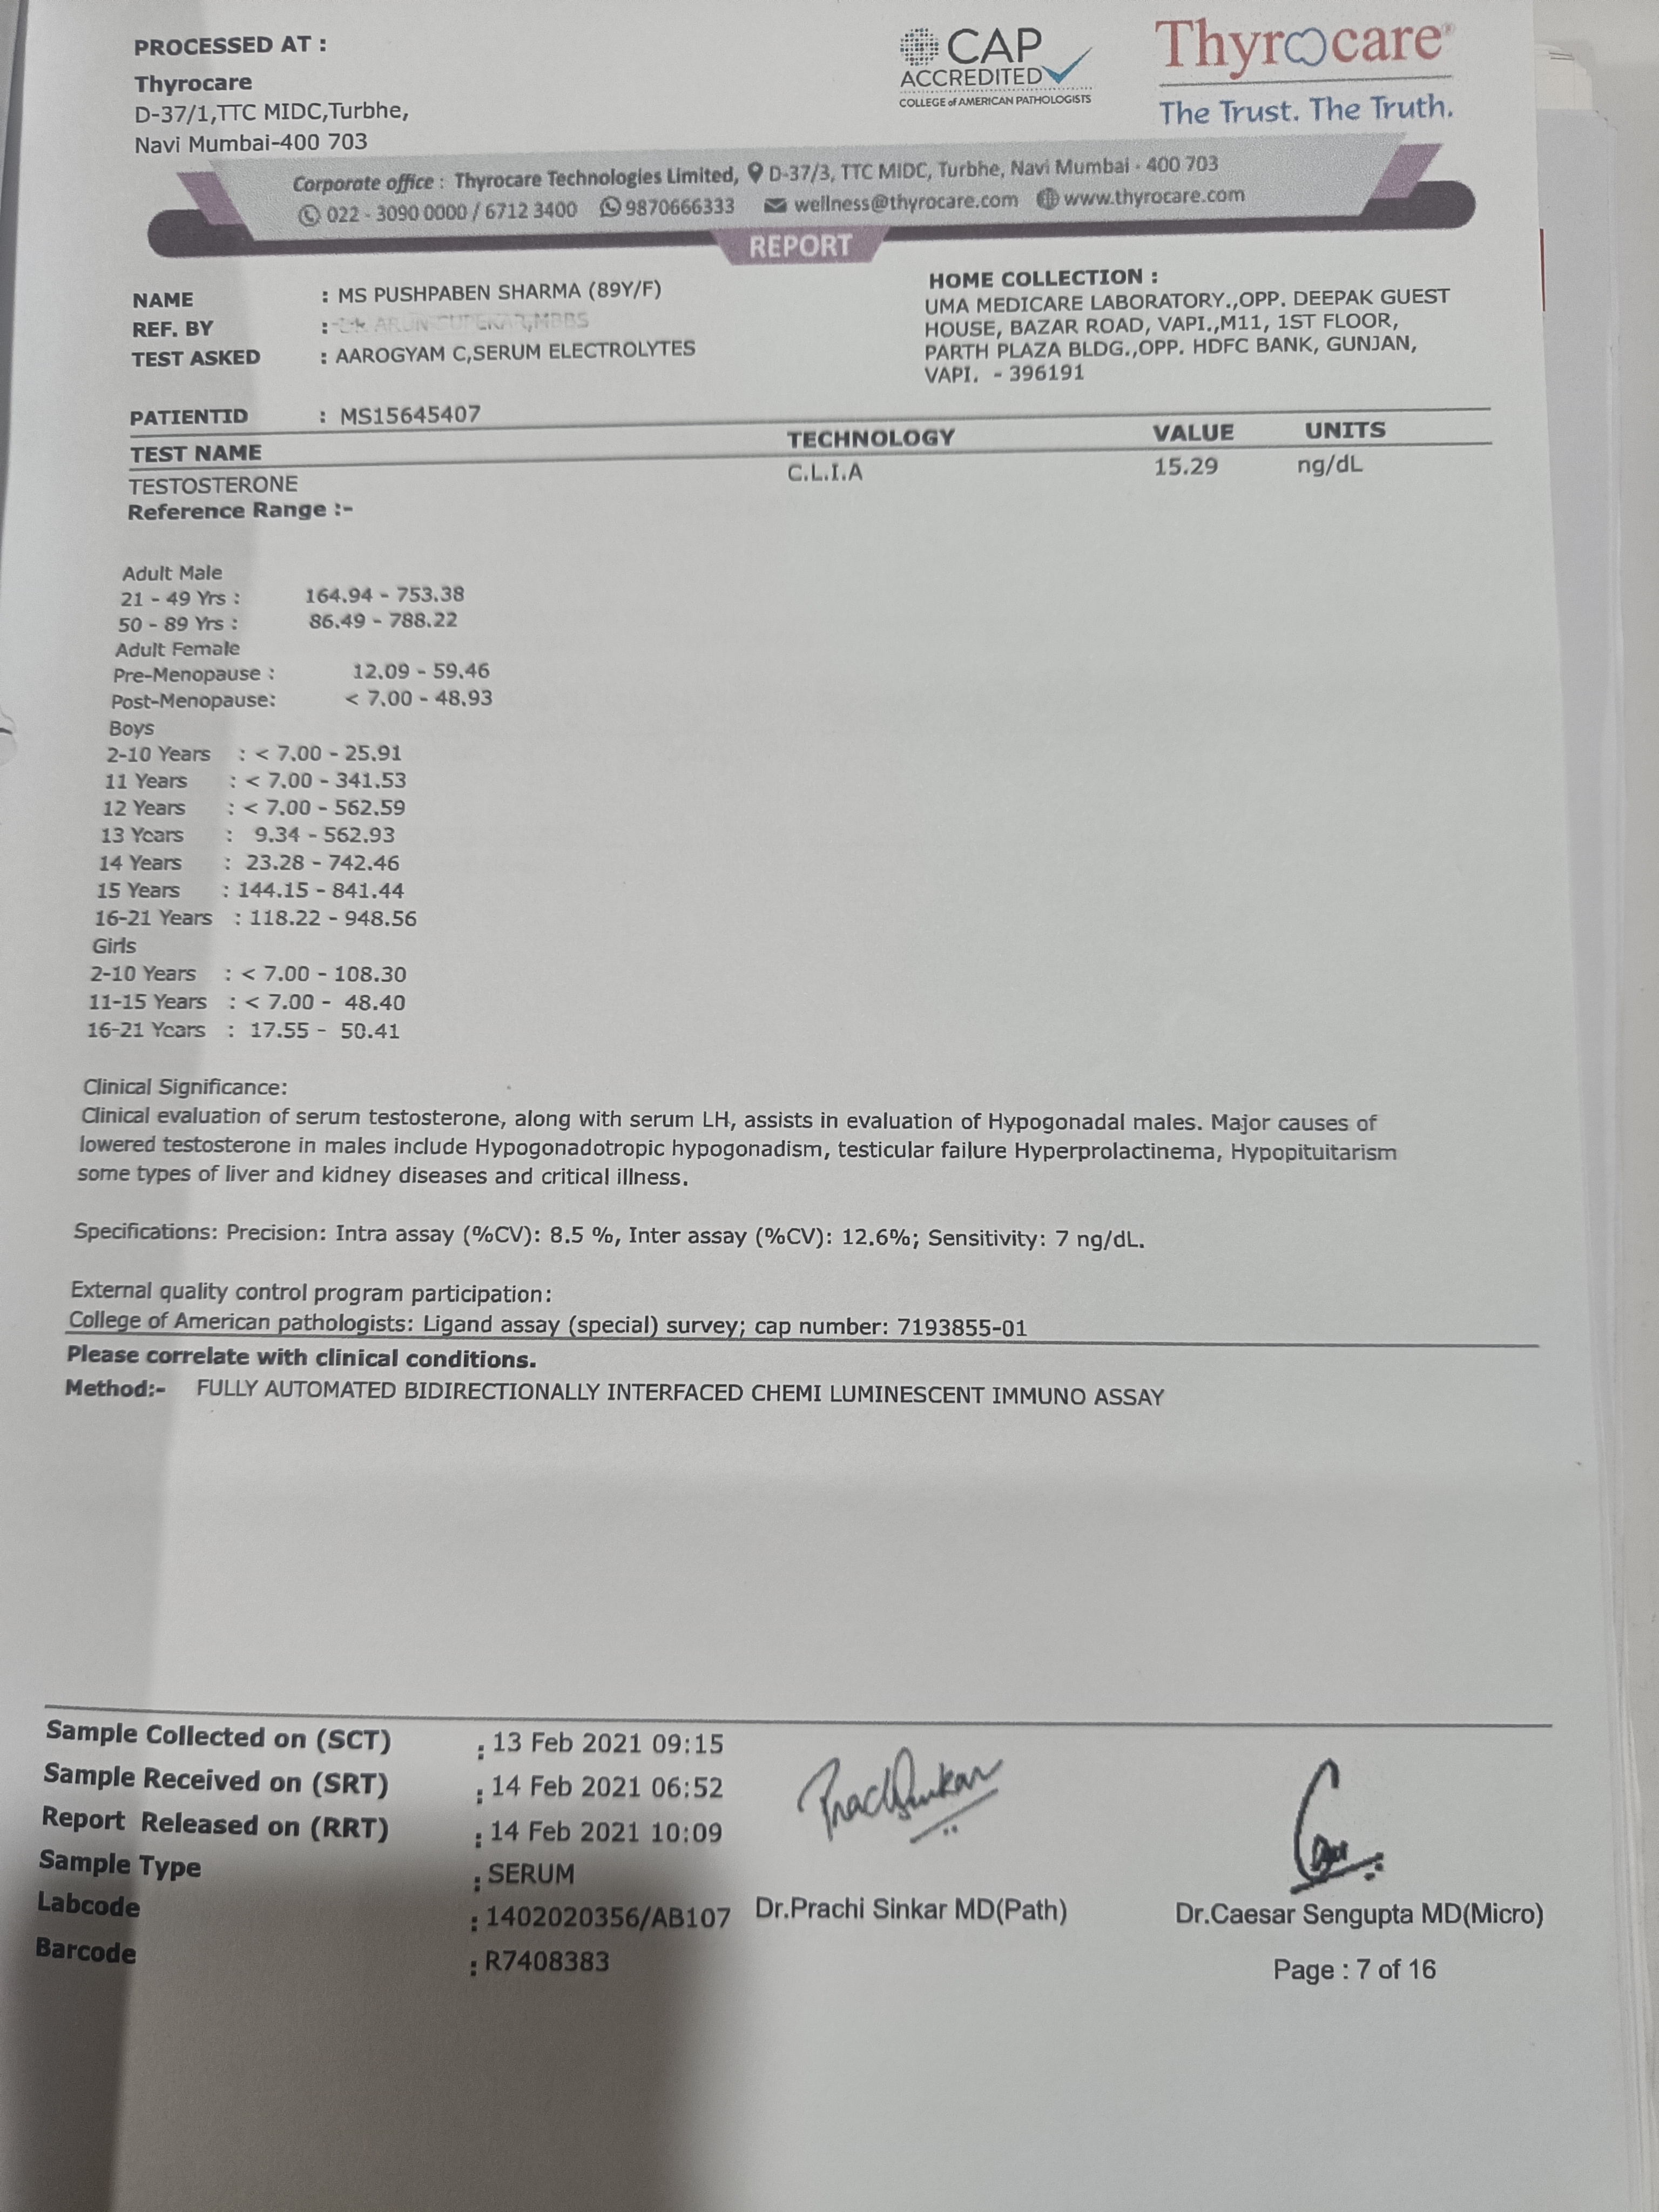 PROCESSED AT :
Thyrocare
D-37/1,TTC MIDC,Turbhe,
Navi Mumbai-400 703
CAP
ACCREDITED
COLLEGE of AMERICAN PATHOLOGISTS
Thyrocare®
The Trust. The Truth.
Corporate office : Thyrocare Technologies Limited, D-37/3, TTC MIDC, Turbhe, Navi Mumbai - 400 703
022 - 3090 0000 / 6712 3400 9870666333 wellness@thyrocare.com www.thyrocare.com
REPORT
NAME : MS PUSHPABEN SHARMA (89Y/F)
REF. BY : ARUN MBBS
TEST ASKED : AAROGYAM C,SERUM ELECTROLYTES
HOME COLLECTION :
UMA MEDICARE LABORATORY.,OPP. DEEPAK GUEST
HOUSE, BAZAR ROAD, VAPI.,M11, 1ST FLOOR,
PARTH PLAZA BLDG.,OPP. HDFC BANK, GUNJAN,
VAPI. - 396191
PATIENTID : MS15645407
TEST NAME TECHNOLOGY VALUE UNITS
TESTOSTERONE C.L.I.A 15.29 ng/dL
Reference Range :-
Adult Male
21 - 49 Yrs : 164.94 - 753.38
50 - 89 Yrs : 86.49 - 788.22
Adult Female
Pre-Menopause : 12.09 - 59.46
Post-Menopause: < 7.00 - 48.93
Boys
2-10 Years : < 7.00 - 25.91
11 Years : < 7.00 - 341.53
12 Years : < 7.00 - 562.59
13 Years : 9.34 - 562.93
14 Years : 23.28 - 742.46
15 Years : 144.15 - 841.44
16-21 Years : 118.22 - 948.56
Girls
2-10 Years : < 7.00 - 108.30
11-15 Years : < 7.00 - 48.40
16-21 Years : 17.55 - 50.41
Clinical Significance:
Clinical evaluation of serum testosterone, along with serum LH, assists in evaluation of Hypogonadal males. Major causes of
lowered testosterone in males include Hypogonadotropic hypogonadism, testicular failure Hyperprolactinema, Hypopituitarism
some types of liver and kidney diseases and critical illness.
Specifications: Precision: Intra assay (%CV): 8.5 %, Inter assay (%CV): 12.6%; Sensitivity: 7 ng/dL.
External quality control program participation:
College of American pathologists: Ligand assay (special) survey; cap number: 7193855-01
Please correlate with clinical conditions.
Method:- FULLY AUTOMATED BIDIRECTIONALLY INTERFACED CHEMI LUMINESCENT IMMUNO ASSAY
Sample Collected on (SCT) : 13 Feb 2021 09:15
Sample Received on (SRT) : 14 Feb 2021 06:52
Report Released on (RRT) : 14 Feb 2021 10:09
Sample Type : SERUM
Labcode : 1402020356/AB107
Barcode : R7408383
Dr.Prachi Sinkar MD(Path)
Dr.Caesar Sengupta MD(Micro)
Page : 7 of 16